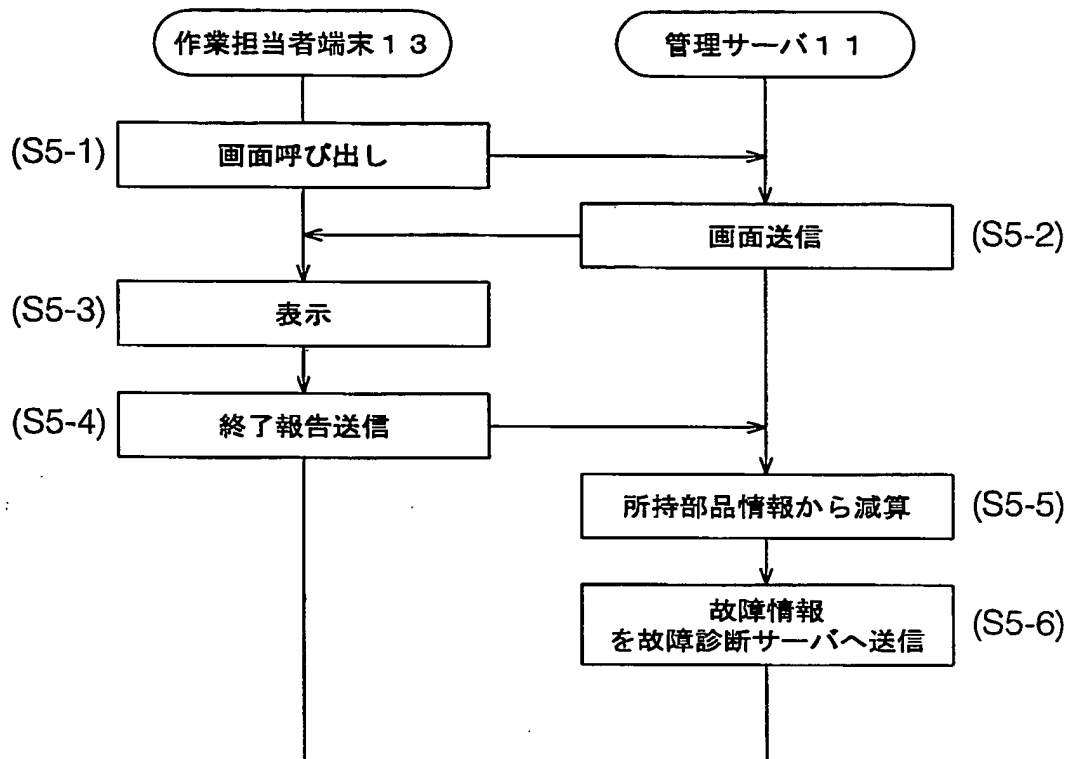 作業担当者端末１３
管理サーバ１１
(S5-1)
画面呼び出し
画面送信
(S5-2)
(S5-3)
表示
(S5-4)
終了報告送信
所持部品情報から減算
(S5-5)
故障情報
を故障診断サーバへ送信
(S5-6)